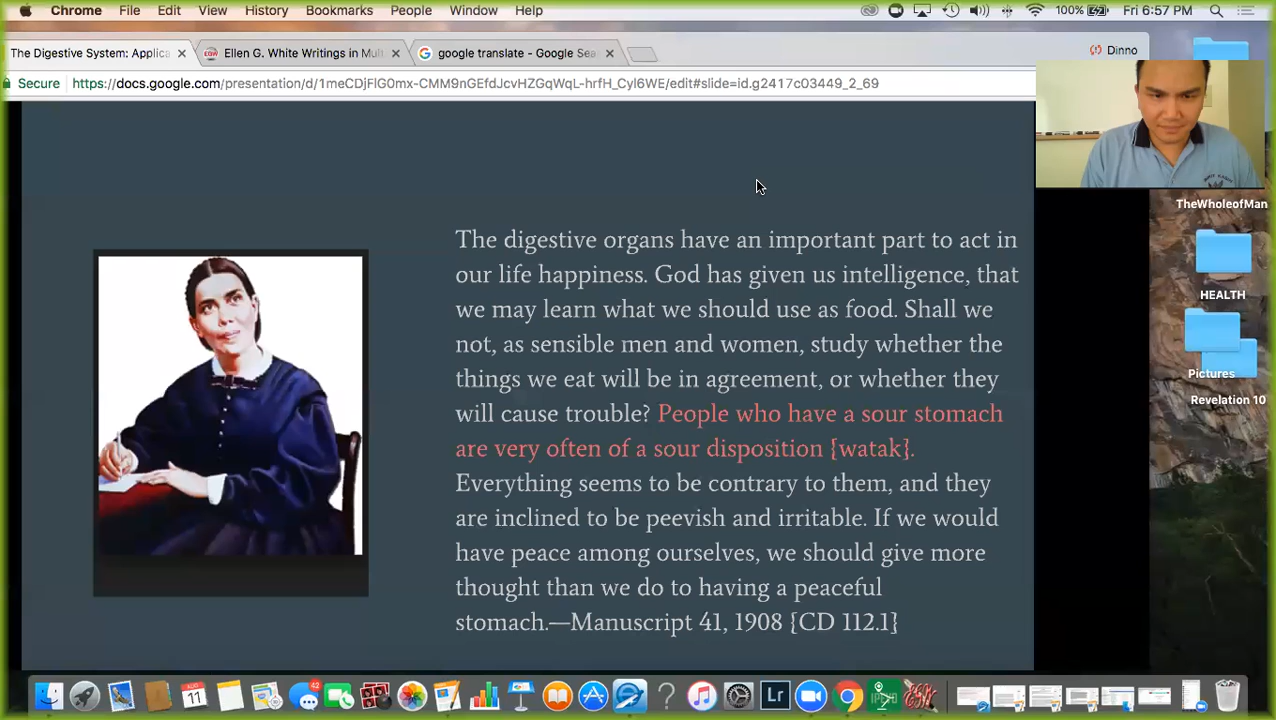 Chrome File Edit View History Bookmarks People Window Help 100% Fri 6:57 PM
The Digestive System: Applica Ellen G. White Writings in Mult google translate - Google Sea Dinno
Secure https://docs.google.com/presentation/d/1meCDjFlG0mx-CMM9nGEfdJcvHZGqWqL-hrfH_Cyl6WE/edit#slide=id.g2417c03449_2_69
The digestive organs have an important part to act in
our life happiness. God has given us intelligence, that
we may learn what we should use as food. Shall we
not, as sensible men and women, study whether the
things we eat will be in agreement, or whether they
will cause trouble? People who have a sour stomach
are very often of a sour disposition {watak}.
Everything seems to be contrary to them, and they
are inclined to be peevish and irritable. If we would
have peace among ourselves, we should give more
thought than we do to having a peaceful
stomach.—Manuscript 41, 1908 {CD 112.1}
TheWholeofMan
HEALTH
Pictures
Revelation 10
42
AUG
11
Lr